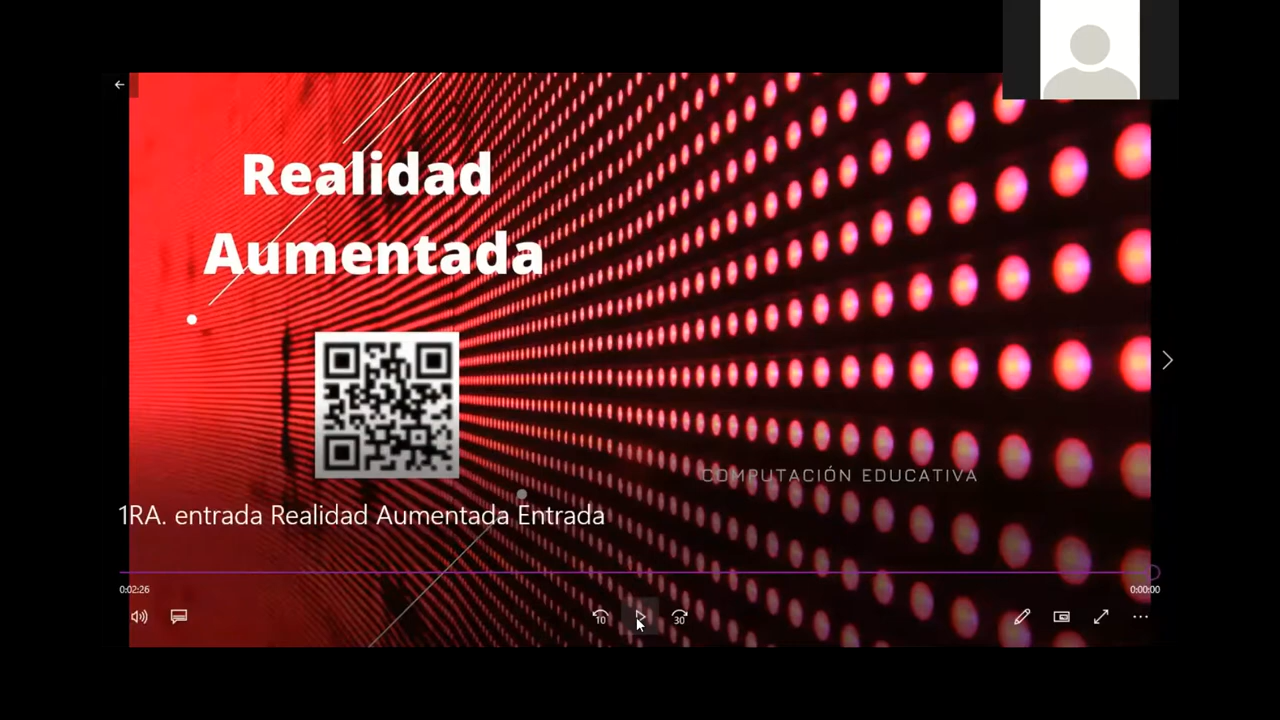 Realidad
Aumentada
COMPUTACIÓN EDUCATIVA
1RA. entrada Realidad Aumentada Entrada
0:02:26
0:00:00
10
30